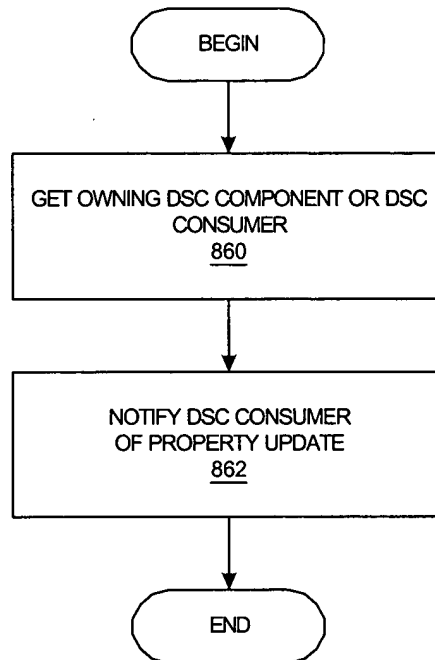 BEGIN
GET OWNING DSC COMPONENT OR DSC
CONSUMER
860
NOTIFY DSC CONSUMER
OF PROPERTY UPDATE
862
END